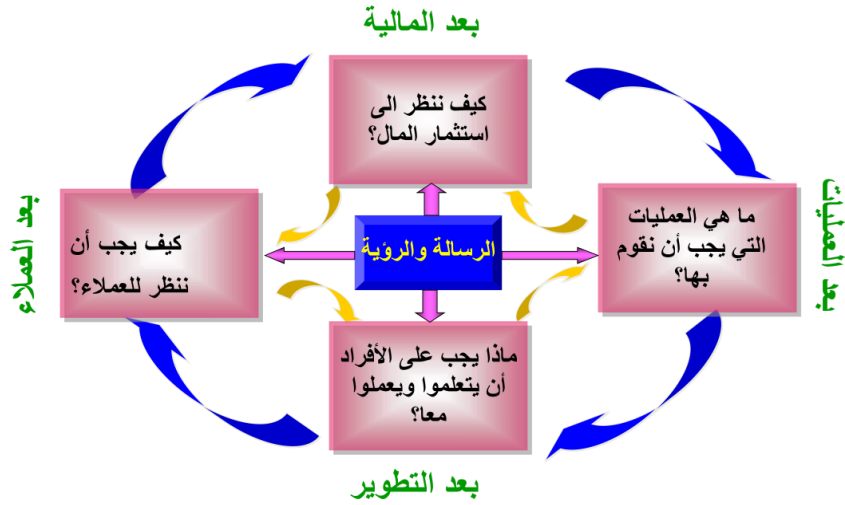 بعد المالية
كيف ننظر الى
استثمار المال؟
بعد العمليات
ما هي العمليات
التي يجب أن نقوم
بها؟
الرسالة والرؤية
كيف يجب أن
ننظر للعملاء؟
بعد العملاء
ماذا يجب على الأفراد
أن يتعلموا ويعملوا
معا؟
بعد التطوير